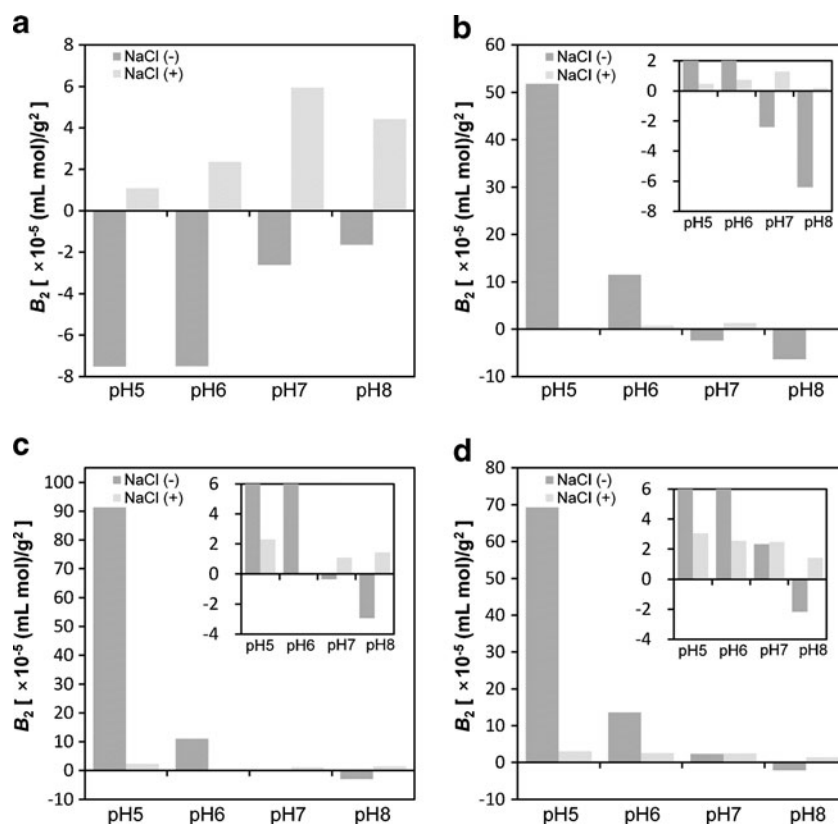 a
NaCl (-)
NaCl (+)
8
6
4
2
0
-2
-4
-6
-8
B₂ [ ×10⁻⁵ (mL mol)/g² ]
pH5 pH6 pH7 pH8
b
NaCl (-)
NaCl (+)
60
50
40
30
20
10
0
-10
B₂ [ ×10⁻⁵ (mL mol)/g² ]
pH5 pH6 pH7 pH8
2
0
-2
-4
-6
-8
pH5 pH6 pH7 pH8
c
NaCl (-)
NaCl (+)
100
90
80
70
60
50
40
30
20
10
0
-10
B₂ [ ×10⁻⁵ (mL mol)/g² ]
pH5 pH6 pH7 pH8
6
4
2
0
-2
-4
pH5 pH6 pH7 pH8
d
NaCl (-)
NaCl (+)
80
70
60
50
40
30
20
10
0
-10
B₂ [ ×10⁻⁵ (mL mol)/g² ]
pH5 pH6 pH7 pH8
6
4
2
0
-2
-4
pH5 pH6 pH7 pH8